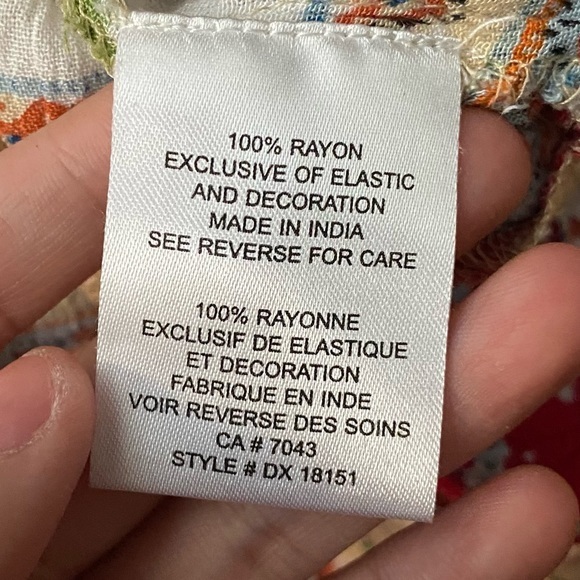 100% RAYON
EXCLUSIVE OF ELASTIC
AND DECORATION
MADE IN INDIA
SEE REVERSE FOR CARE
100% RAYONNE
EXCLUSIF DE ELASTIQUE
ET DECORATION
FABRIQUE EN INDE
VOIR REVERSE DES SOINS
CA # 7043
STYLE # DX 18151